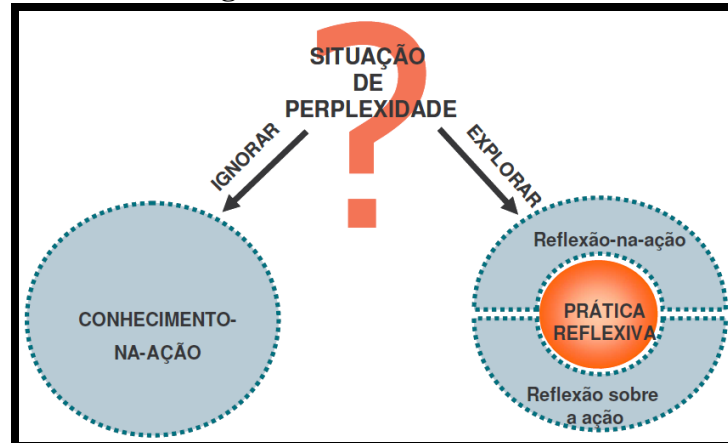 SITUAÇÃO
DE
PERPLEXIDADE
?
IGNORAR
EXPLORAR
CONHECIMENTO-
NA-AÇÃO
Reflexão-na-ação
PRÁTICA
REFLEXIVA
Reflexão sobre
a ação